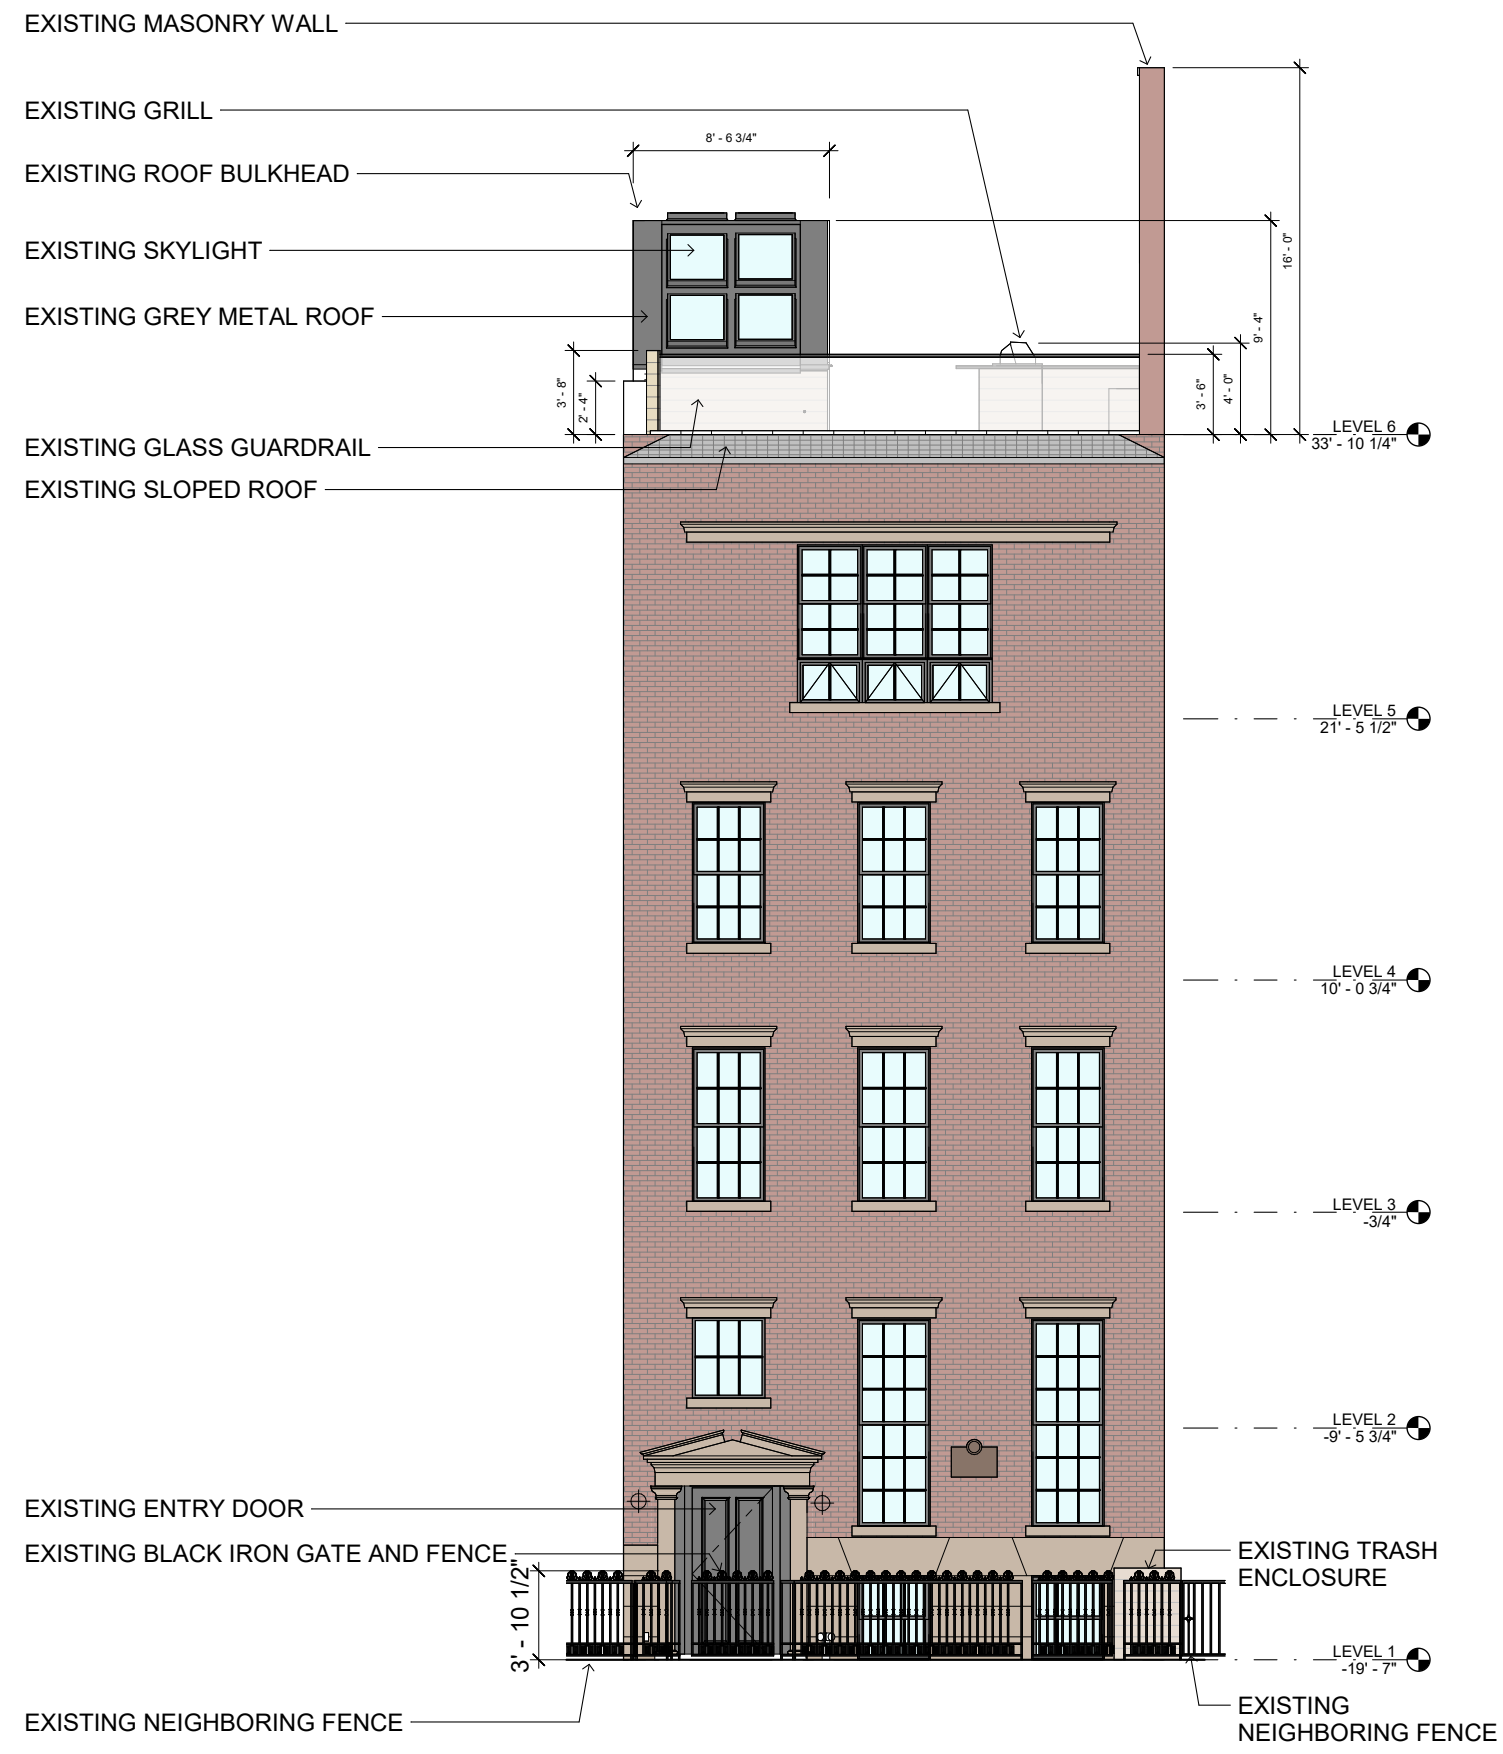 EXISTING MASONRY WALL
EXISTING GRILL
8' - 6 3/4"
EXISTING ROOF BULKHEAD
EXISTING SKYLIGHT
16' - 0"
EXISTING GREY METAL ROOF
9' - 4"
3' - 8"
2' - 4"
3' - 6"
4' - 0"
LEVEL 6
33' - 10 1/4"
EXISTING GLASS GUARDRAIL
EXISTING SLOPED ROOF
LEVEL 5
21' - 5 1/2"
LEVEL 4
10' - 0 3/4"
LEVEL 3
-3/4"
LEVEL 2
-9' - 5 3/4"
EXISTING ENTRY DOOR
EXISTING BLACK IRON GATE AND FENCE
EXISTING TRASH
ENCLOSURE
3' - 10 1/2"
LEVEL 1
-19' - 7"
EXISTING NEIGHBORING FENCE
EXISTING
NEIGHBORING FENCE